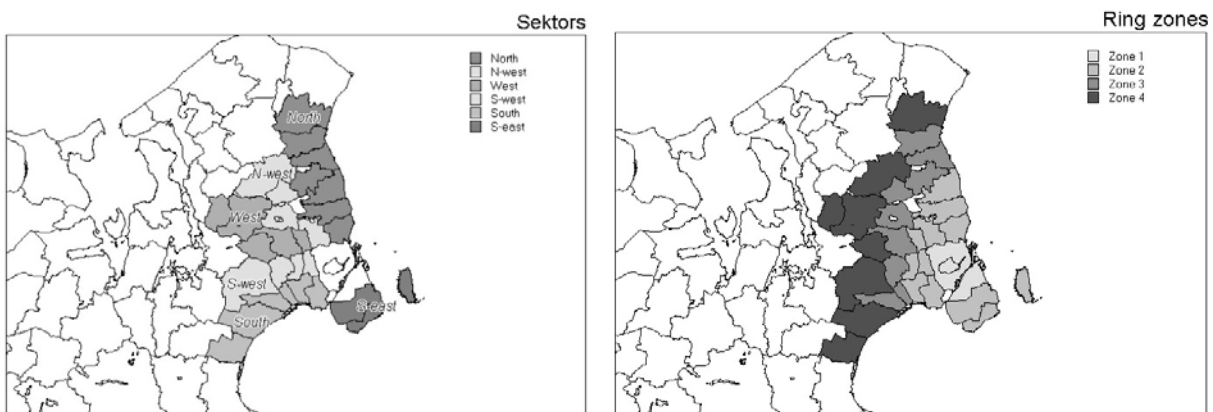 Sektors
North
N-west
West
S-west
South
S-east
North
N-west
West
S-west
South
S-east
Ring zones
Zone 1
Zone 2
Zone 3
Zone 4